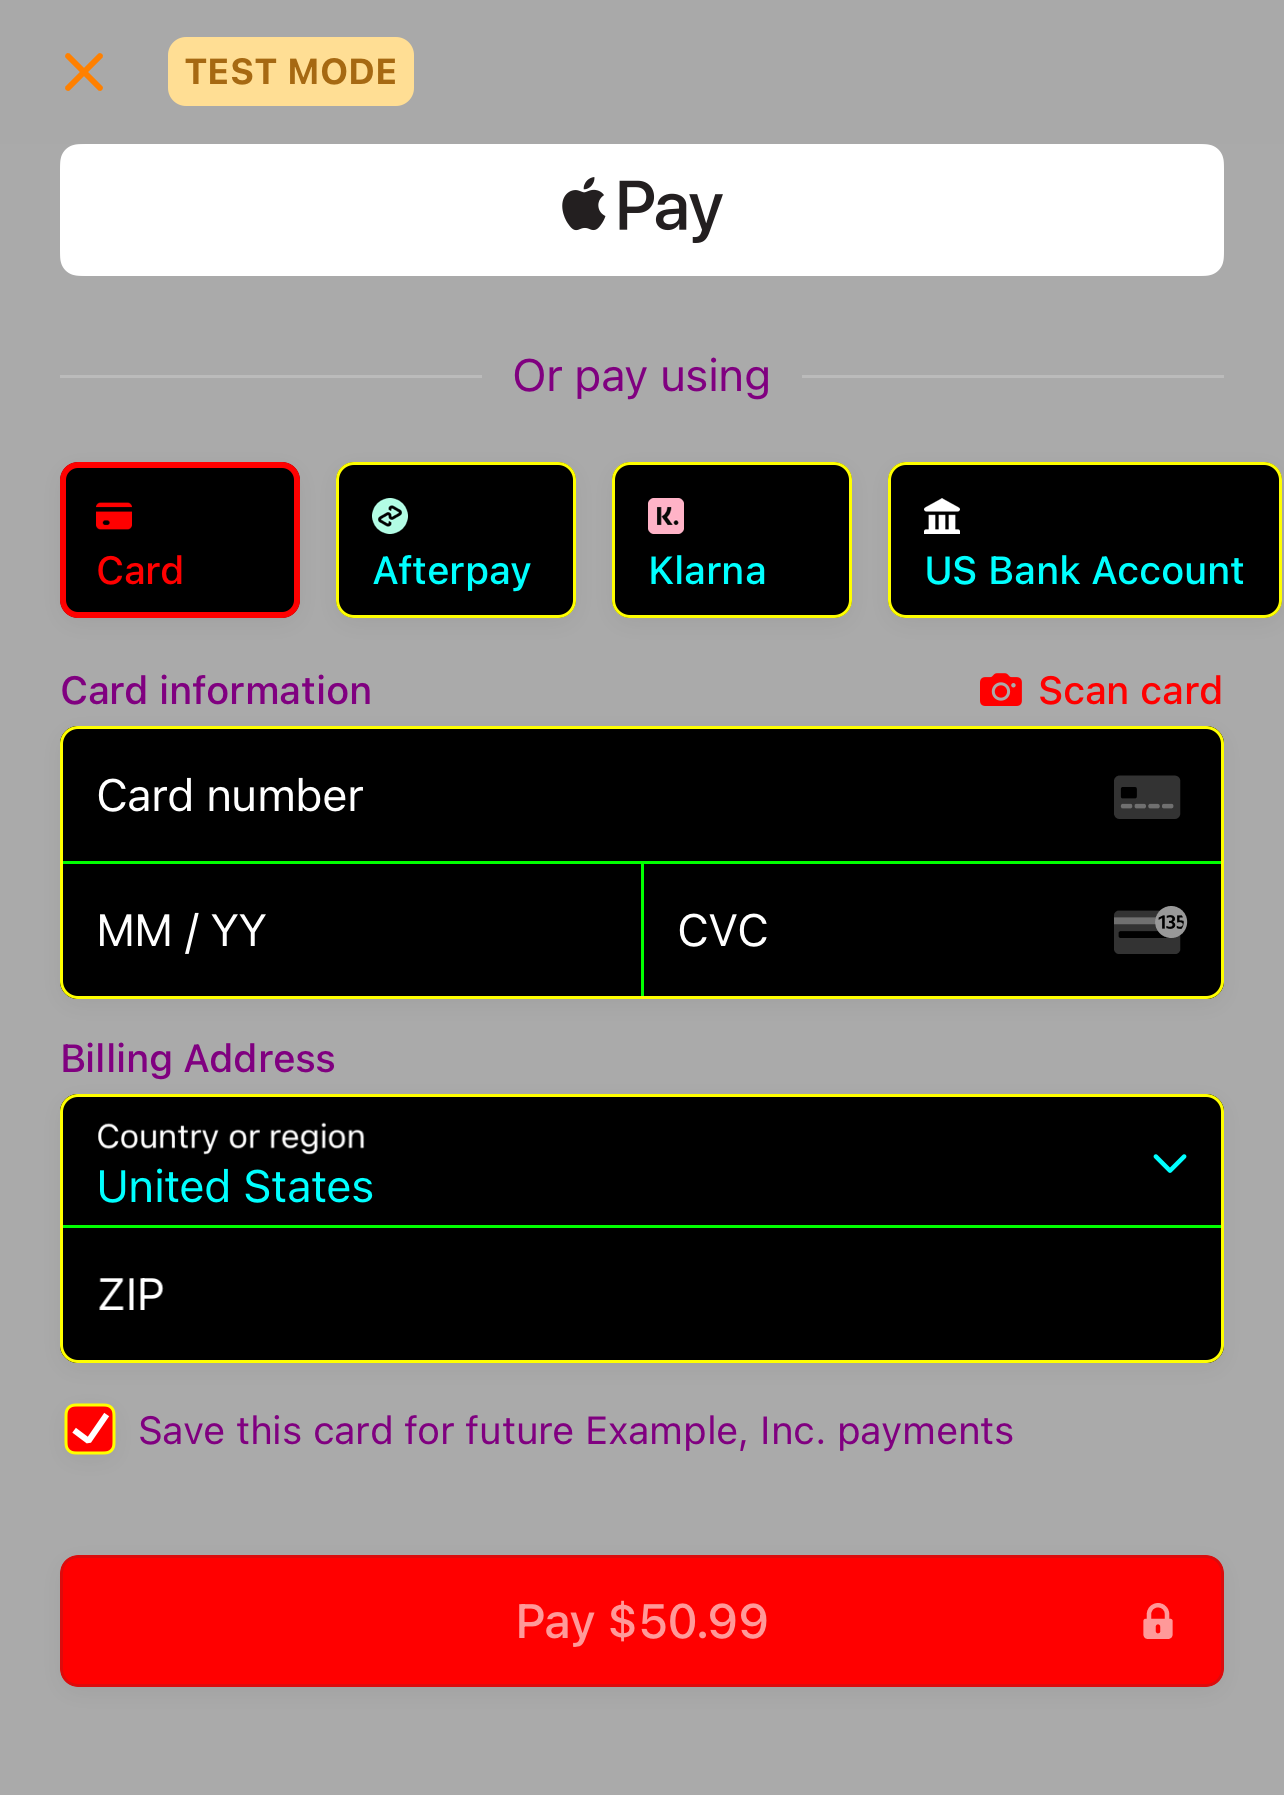 TEST MODE
Pay
Or pay using
Card
Afterpay
K.
Klarna
US Bank Account
Card information
Scan card
Card number
MM / YY
CVC
135
Billing Address
Country or region
United States
ZIP
Save this card for future Example, Inc. payments
Pay $50.99